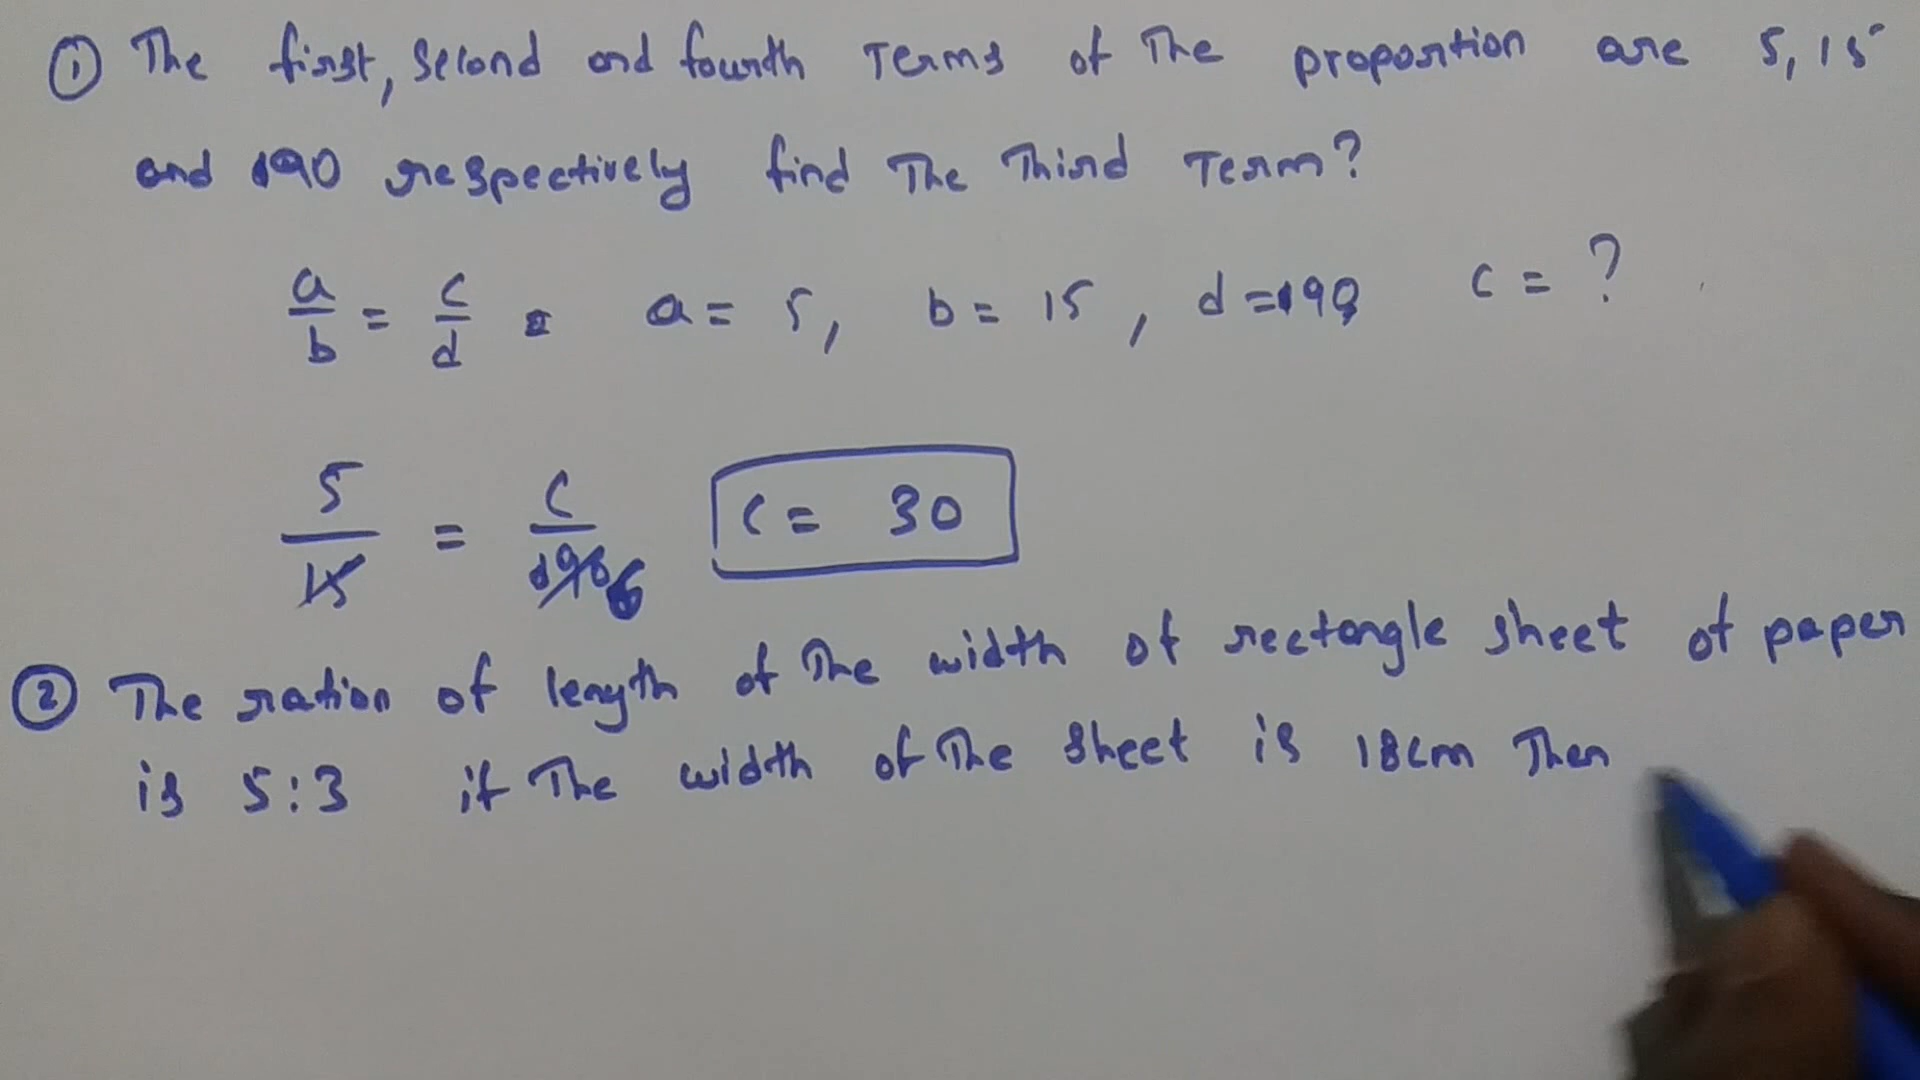 ① The first, Second and fourth Terms of The proportion are 5, 15
and 90 respectively find The Third Term?
a/b = c/d a = 5, b = 15, d = 90 c = ?
5/15 = c/90 6 c = 30
② The ration of length of The width of rectangle sheet of paper
is 5:3 if The width of The sheet is 18cm Then